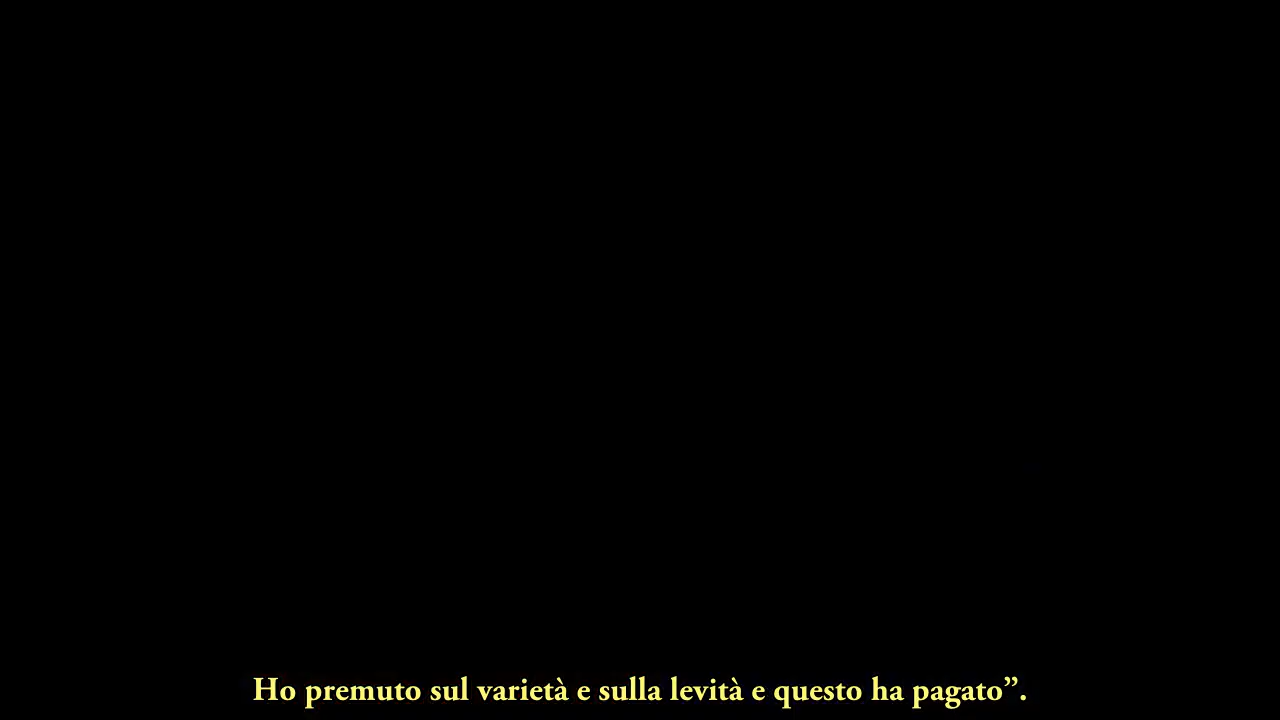 Ho premuto sul varietà e sulla levità e questo ha pagato”.